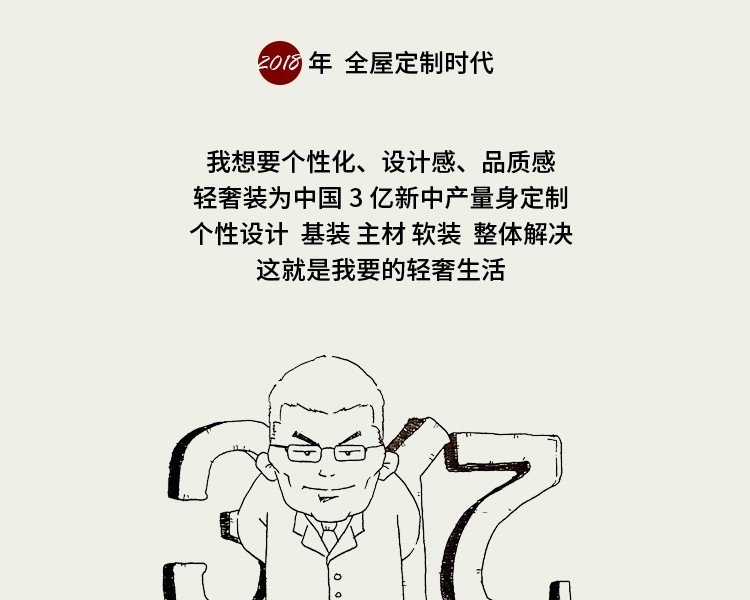 2018年 全屋定制时代
我想要个性化、设计感、品质感
轻奢装为中国3亿新中产量身定制
个性设计 基装 主材 软装 整体解决
这就是我要的轻奢生活
3亿